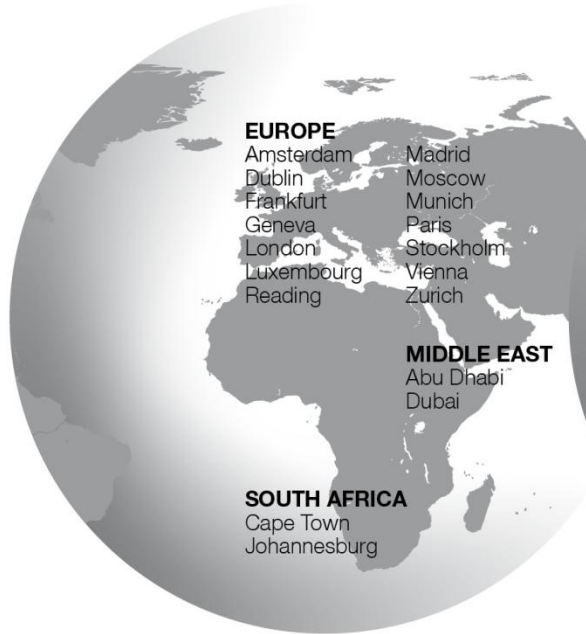 EUROPE
Amsterdam
Dublin
Frankfurt
Geneva
London
Luxembourg
Reading
Madrid
Moscow
Munich
Paris
Stockholm
Vienna
Zurich
MIDDLE EAST
Abu Dhabi
Dubai
SOUTH AFRICA
Cape Town
Johannesburg